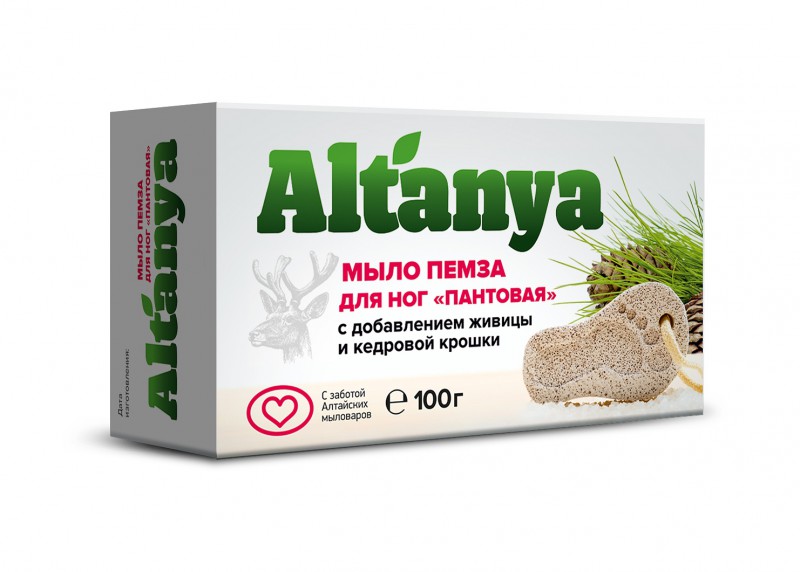 Altanya
МЫЛО ПЕМЗА
ДЛЯ НОГ «ПАНТОВАЯ»
с добавлением живицы
и кедровой крошки
С заботой
Алтайских
мыловаров
℮ 100 г
Altanya
МЫЛО ПЕМЗА
ДЛЯ НОГ «ПАНТОВАЯ»
Дата
изготовления: